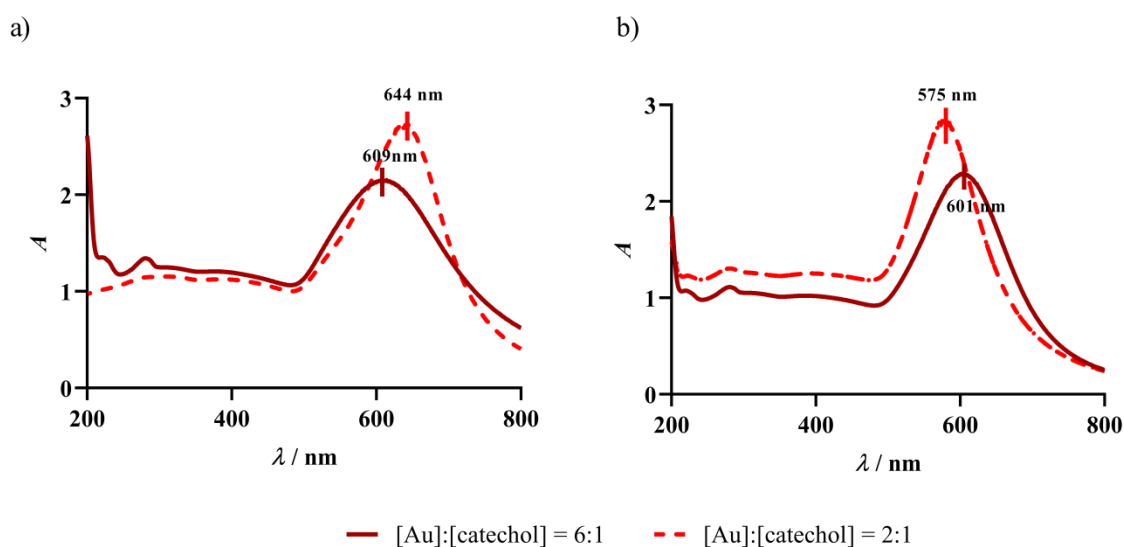 a)
b)
644 nm
609nm
3
2
1
0
A
200
400
600
800
λ / nm
575 nm
601 nm
3
2
1
0
A
200
400
600
800
λ / nm
[Au]:[catechol] = 6:1
[Au]:[catechol] = 2:1